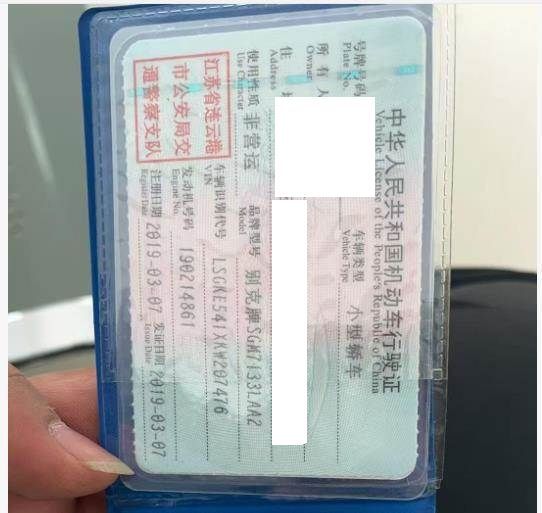 中华人民共和国机动车行驶证
Vehicle License of the People's Republic of China
号牌号码
Plate No.
车辆类型 小型轿车
Vehicle Type
所有人
Owner
住址
Address
使用性质 非营运 品牌型号 别克牌SGM7133LAA2
Use Character Model
江苏省连云港
市公安局交
通警察支队
车辆识别代号 LSGKE541XKW207476
VIN
发动机号码 190214861
Engine No.
注册日期 2019-03-07 发证日期 2019-03-07
Register Date Issue Date